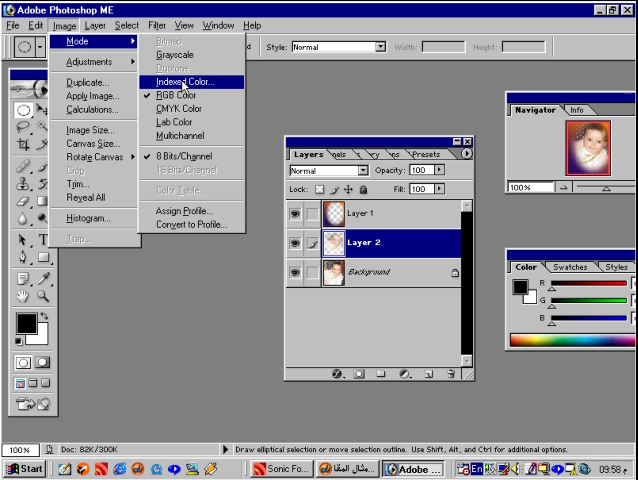 Adobe Photoshop ME
File Edit Image Layer Select Filter View Window Help
Mode
Adjustments
Duplicate...
Apply Image...
Calculations...
Image Size...
Canvas Size...
Rotate Canvas
Crop
Trim...
Reveal All
Histogram...
Trap...
Bitmap
Grayscale
Duotone
Indexed Color...
RGB Color
CMYK Color
Lab Color
Multichannel
8 Bits/Channel
16 Bits/Channel
Color Table...
Assign Profile...
Convert to Profile...
Style: Normal Width: Height:
Navigator Info
100%
Layers Presets
Normal Opacity: 100
Lock: Fill: 100
Layer 1
Layer 2
Background
Color Swatches Styles
R
G
B
100% Doc: 82K/300K Draw elliptical selection or move selection outline. Use Shift, Alt, and Ctrl for additional options.
Start Sonic Fo... مثال المقا... Adobe ... En 09:58 م